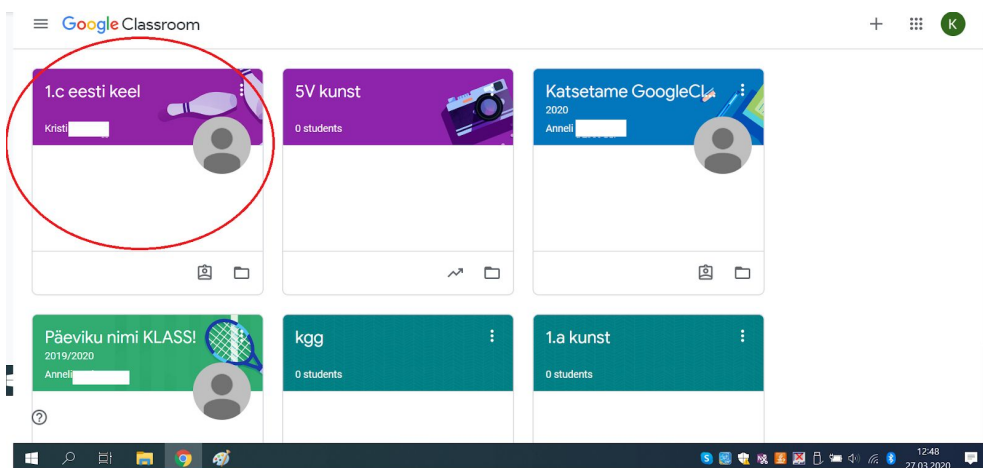 Google Classroom
K
1.c eesti keel
Kristi
5V kunst
0 students
Katsetame GoogleCl...
2020
Anneli
Päeviku nimi KLASS!
2019/2020
Anneli
kgg
0 students
1.a kunst
0 students
12:48
27.03.2020